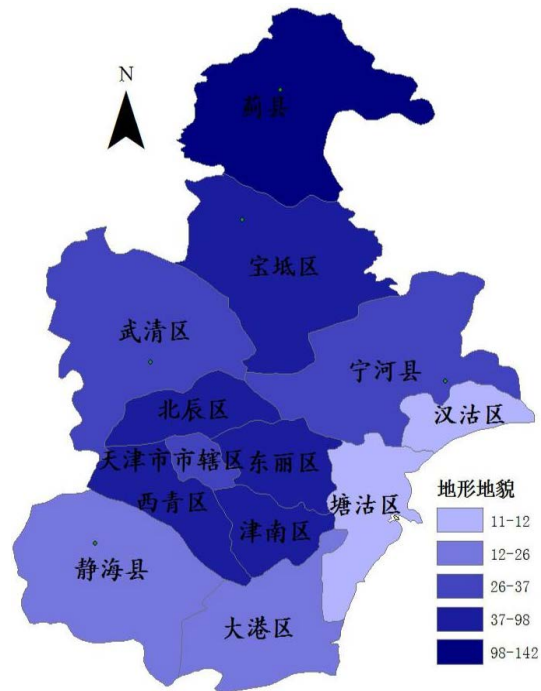 N
蓟县
宝坻区
武清区
宁河县
汉沽区
北辰区
天津市市辖区
东丽区
西青区
塘沽区
津南区
静海县
大港区
地形地貌
11-12
12-26
26-37
37-98
98-142